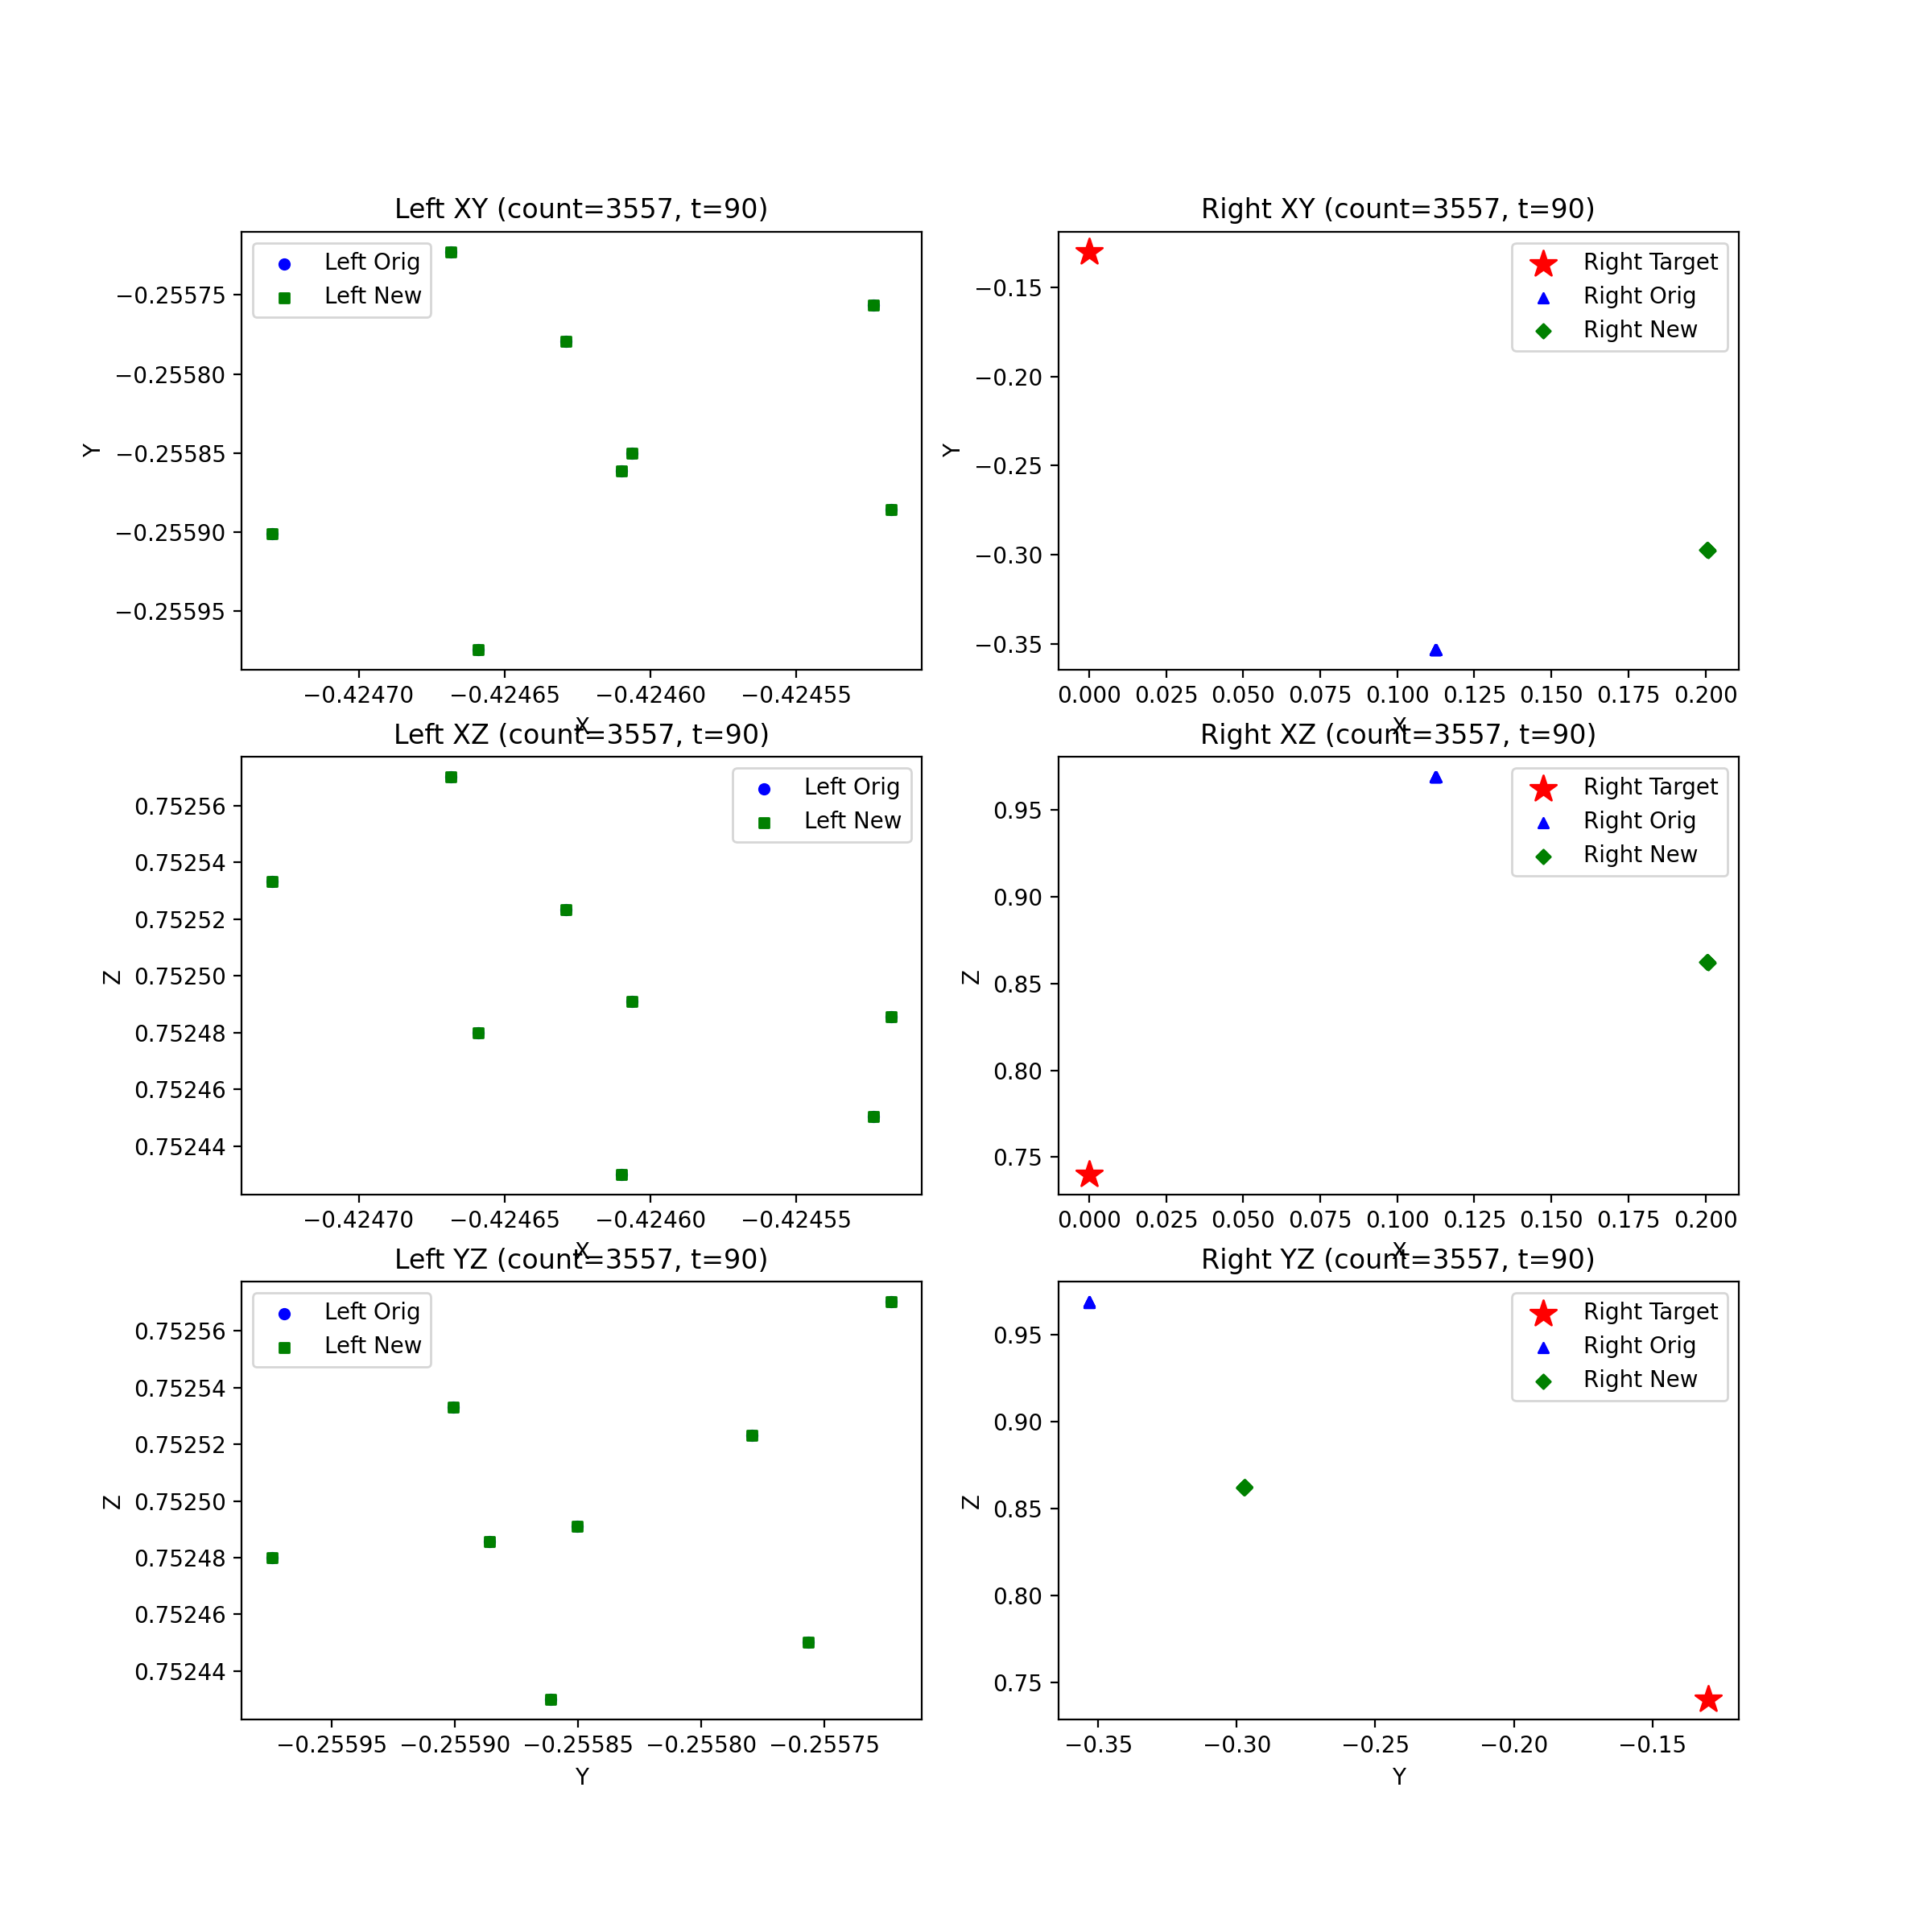 Left XY (count=3557, t=90)
Left Orig
Left New
−0.25575
−0.25580
−0.25585
−0.25590
−0.25595
Y
−0.42470
−0.42465
−0.42460
−0.42455
X
Right XY (count=3557, t=90)
Right Target
Right Orig
Right New
−0.15
−0.20
−0.25
−0.30
−0.35
Y
0.000
0.025
0.050
0.075
0.100
0.125
0.150
0.175
0.200
X
Left XZ (count=3557, t=90)
Left Orig
Left New
0.75256
0.75254
0.75252
0.75250
0.75248
0.75246
0.75244
Z
−0.42470
−0.42465
−0.42460
−0.42455
X
Right XZ (count=3557, t=90)
Right Target
Right Orig
Right New
0.95
0.90
0.85
0.80
0.75
Z
0.000
0.025
0.050
0.075
0.100
0.125
0.150
0.175
0.200
X
Left YZ (count=3557, t=90)
Left Orig
Left New
0.75256
0.75254
0.75252
0.75250
0.75248
0.75246
0.75244
Z
−0.25595
−0.25590
−0.25585
−0.25580
−0.25575
Y
Right YZ (count=3557, t=90)
Right Target
Right Orig
Right New
0.95
0.90
0.85
0.80
0.75
Z
−0.35
−0.30
−0.25
−0.20
−0.15
Y